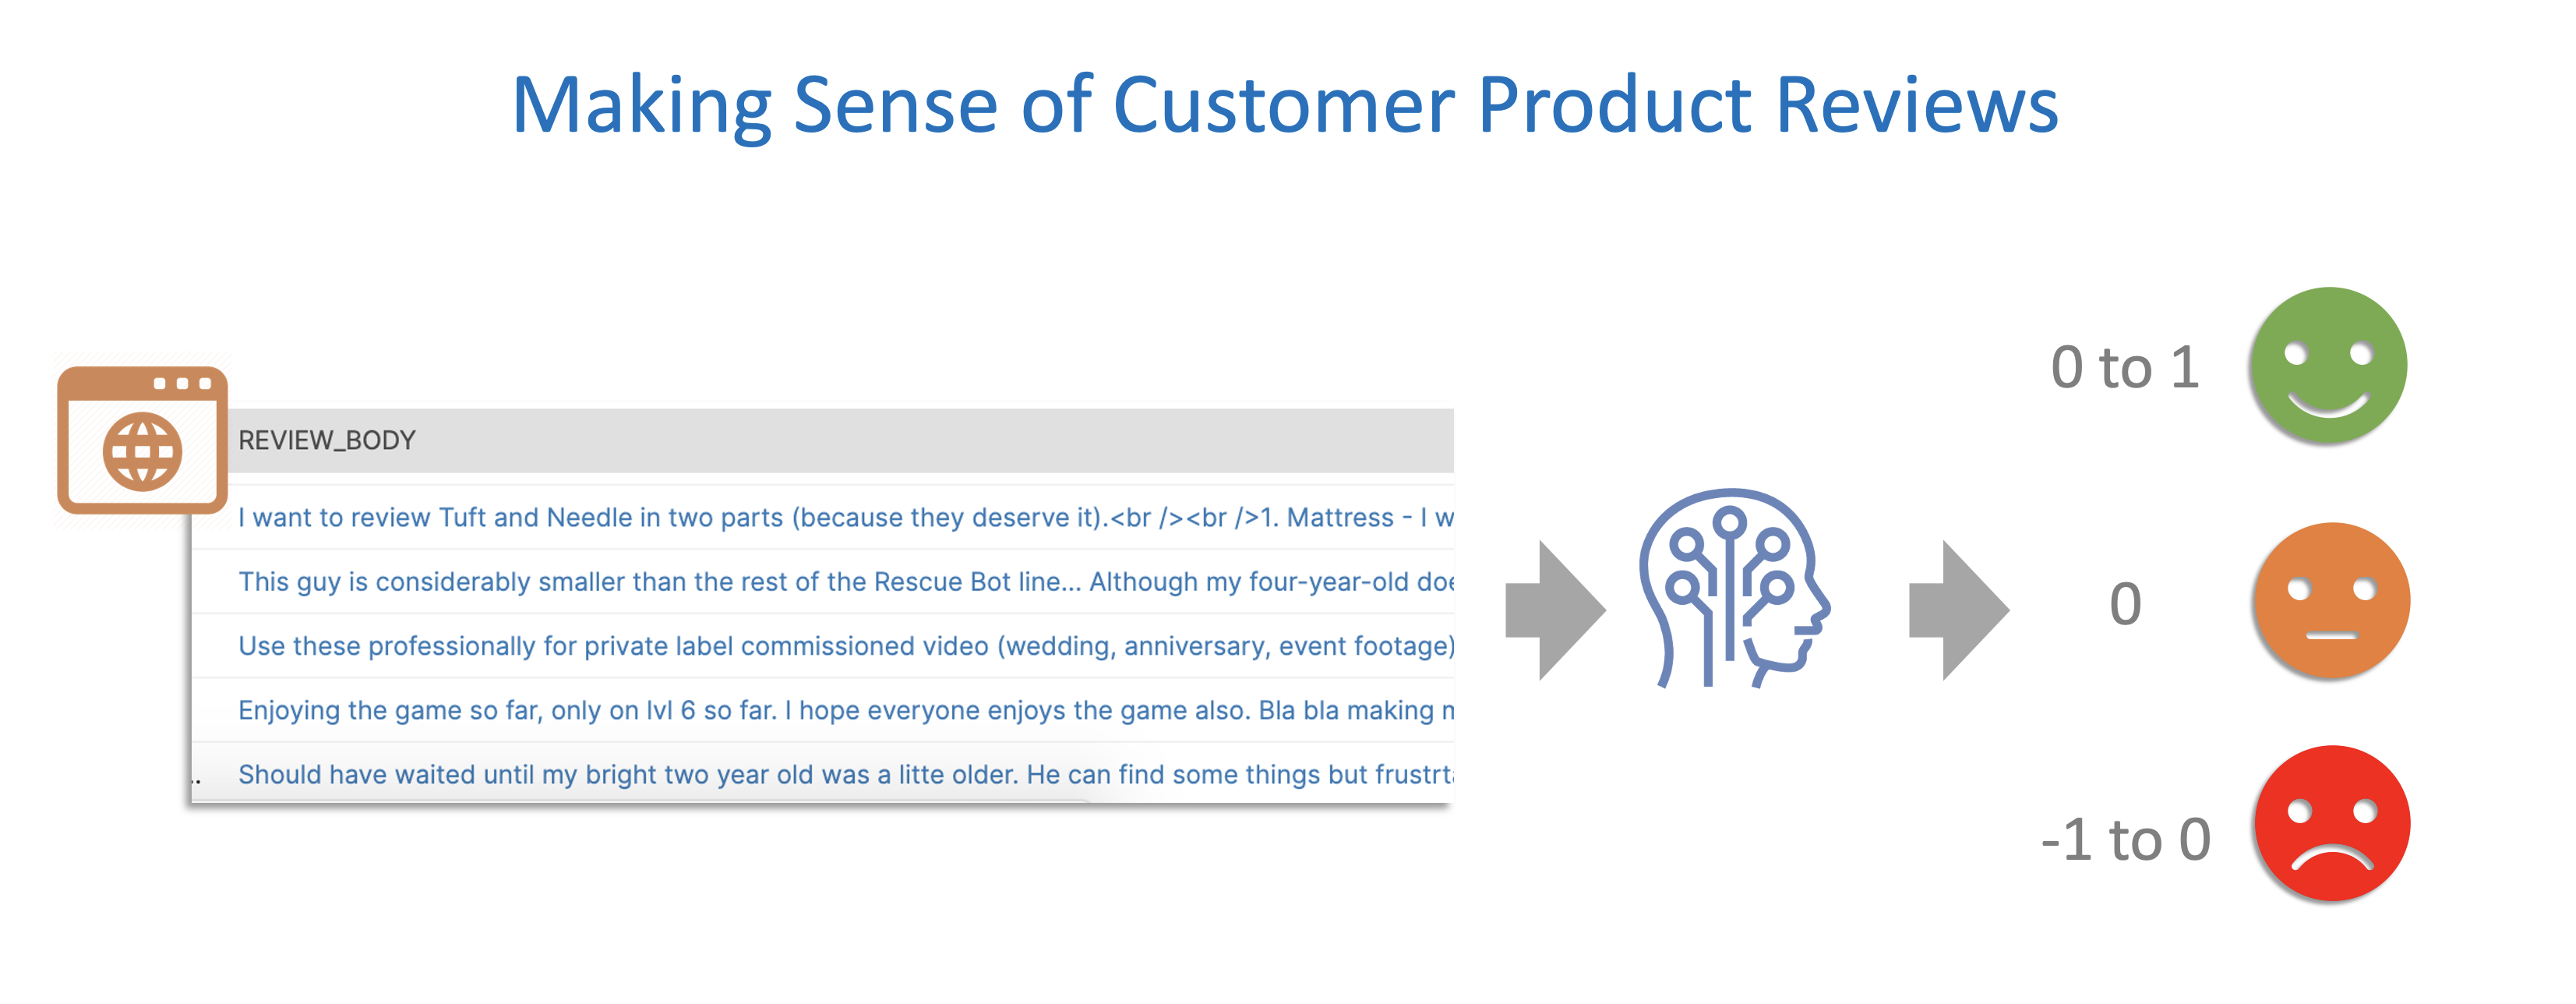 Making Sense of Customer Product Reviews
REVIEW_BODY
I want to review Tuft and Needle in two parts (because they deserve it).<br /><br />1. Mattress - I w
This guy is considerably smaller than the rest of the Rescue Bot line... Although my four-year-old doe
Use these professionally for private label commissioned video (wedding, anniversary, event footage)
Enjoying the game so far, only on lvl 6 so far. I hope everyone enjoys the game also. Bla bla making
.. Should have waited until my bright two year old was a litte older. He can find some things but frustrt
0 to 1
0
-1 to 0